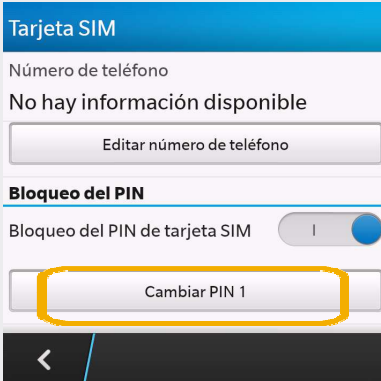 Tarjeta SIM
Número de teléfono
No hay información disponible
Editar número de teléfono
Bloqueo del PIN
Bloqueo del PIN de tarjeta SIM
Cambiar PIN 1